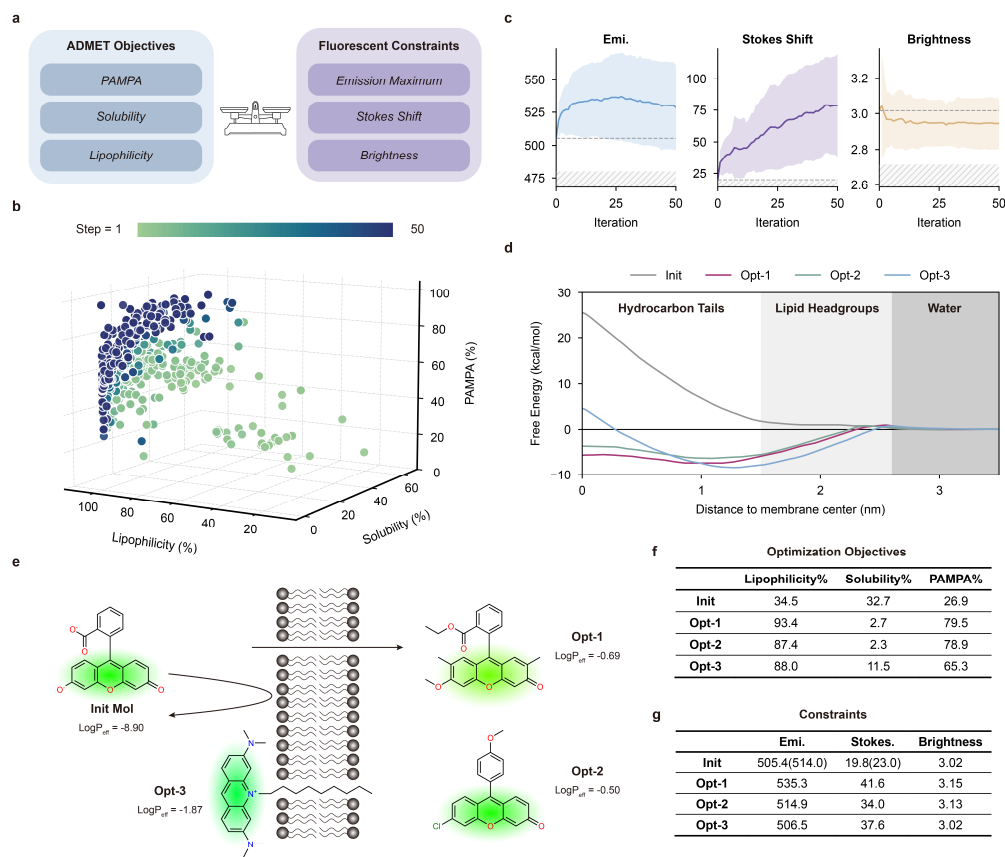 a
ADMET Objectives
PAMPA
Solubility
Lipophilicity
Fluorescent Constraints
Emission Maximum
Stokes Shift
Brightness
b
Step = 1
50
100
80
60
40
20
0
PAMPA (%)
100
80
60
40
20
Lipophilicity (%)
0
20
40
60
Solubility (%)
c
Emi.
550
525
500
475
0
25
50
Iteration
Stokes Shift
100
75
50
25
0
25
50
Iteration
Brightness
3.2
3.0
2.8
2.6
0
25
50
Iteration
d
Init
Opt-1
Opt-2
Opt-3
Hydrocarbon Tails
Lipid Headgroups
Water
30
20
10
0
−10
Free Energy (kcal/mol)
0
1
2
3
Distance to membrane center (nm)
e
O-
O
O
O
O
Init Mol
LogPeff = -8.90
N
N+
N
Opt-3
LogPeff = -1.87
O
O
O
O
O
Opt-1
LogPeff = -0.69
O
Cl
O
O
Opt-2
LogPeff = -0.50
f
Optimization Objectives
Lipophilicity% Solubility% PAMPA%
Init 34.5 32.7 26.9
Opt-1 93.4 2.7 79.5
Opt-2 87.4 2.3 78.9
Opt-3 88.0 11.5 65.3
g
Constraints
Emi. Stokes. Brightness
Init 505.4(514.0) 19.8(23.0) 3.02
Opt-1 535.3 41.6 3.15
Opt-2 514.9 34.0 3.13
Opt-3 506.5 37.6 3.02